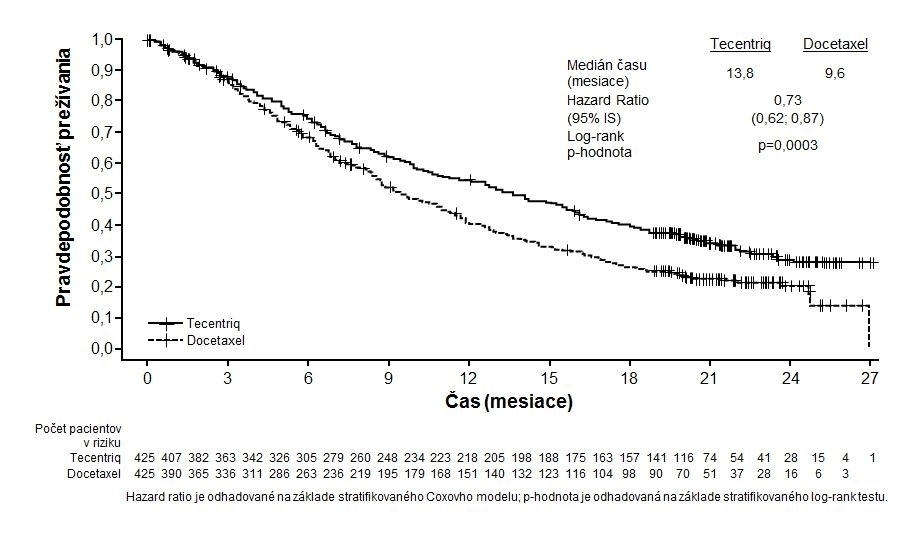 Tecentriq Docetaxel
Medián času
(mesiace) 13,8 9,6
Hazard Ratio 0,73
(95% IS) (0,62; 0,87)
Log-rank
p-hodnota p=0,0003
Pravdepodobnosť prežívania
1,0
0,9
0,8
0,7
0,6
0,5
0,4
0,3
0,2
0,1
0,0
Tecentriq
Docetaxel
0 3 6 9 12 15 18 21 24 27
Čas (mesiace)
Počet pacientov
v riziku
Tecentriq 425 407 382 363 342 326 305 279 260 248 234 223 218 205 198 188 175 163 157 141 116 74 54 41 28 15 4 1
Docetaxel 425 390 365 336 311 286 263 236 219 195 179 168 151 140 132 123 116 104 98 90 70 51 37 28 16 6 3
Hazard ratio je odhadované na základe stratifikovaného Coxovho modelu; p-hodnota je odhadovaná na základe stratifikovaného log-rank testu.